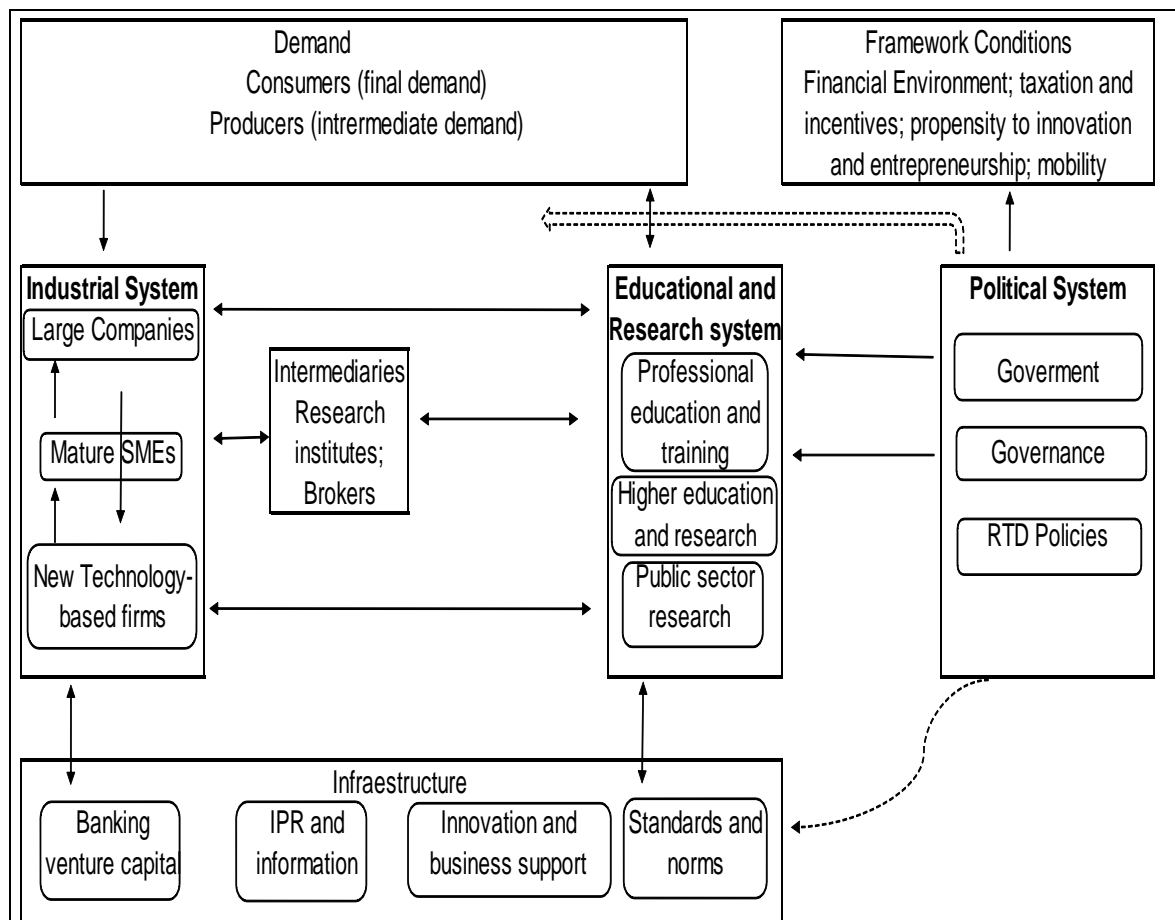 Demand
Consumers (final demand)
Producers (intrermediate demand)
Framework Conditions
Financial Environment; taxation and
incentives; propensity to innovation
and entrepreneurship; mobility
Industrial System
Large Companies
Mature SMEs
New Technology-
based firms
Intermediaries
Research
institutes;
Brokers
Educational and
Research system
Professional
education and
training
Higher education
and research
Public sector
research
Political System
Goverment
Governance
RTD Policies
Infraestructure
Banking
venture capital
IPR and
information
Innovation and
business support
Standards and
norms